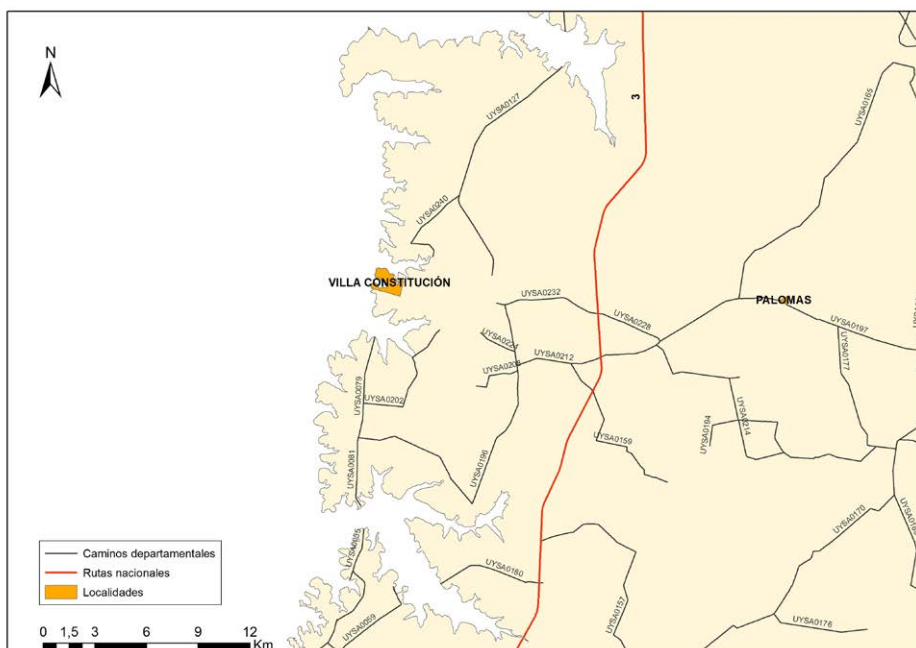 N
UYSA0127
3
UYSA0165
UYSA0240
VILLA CONSTITUCIÓN
UYSA0232
PALOMAS
UYSA0228
UYSA0197
UYSA0224
UYSA0212
UYSA0208
UYSA0177
UYSA0079
UYSA0202
UYSA0194
UYSA0214
UYSA0159
UYSA0196
UYSA0081
UYSA0170
UYSA0180
UYSA0157
UYSA0059
UYSA0176
Caminos departamentales
Rutas nacionales
Localidades
0 1,5 3 6 9 12
Km